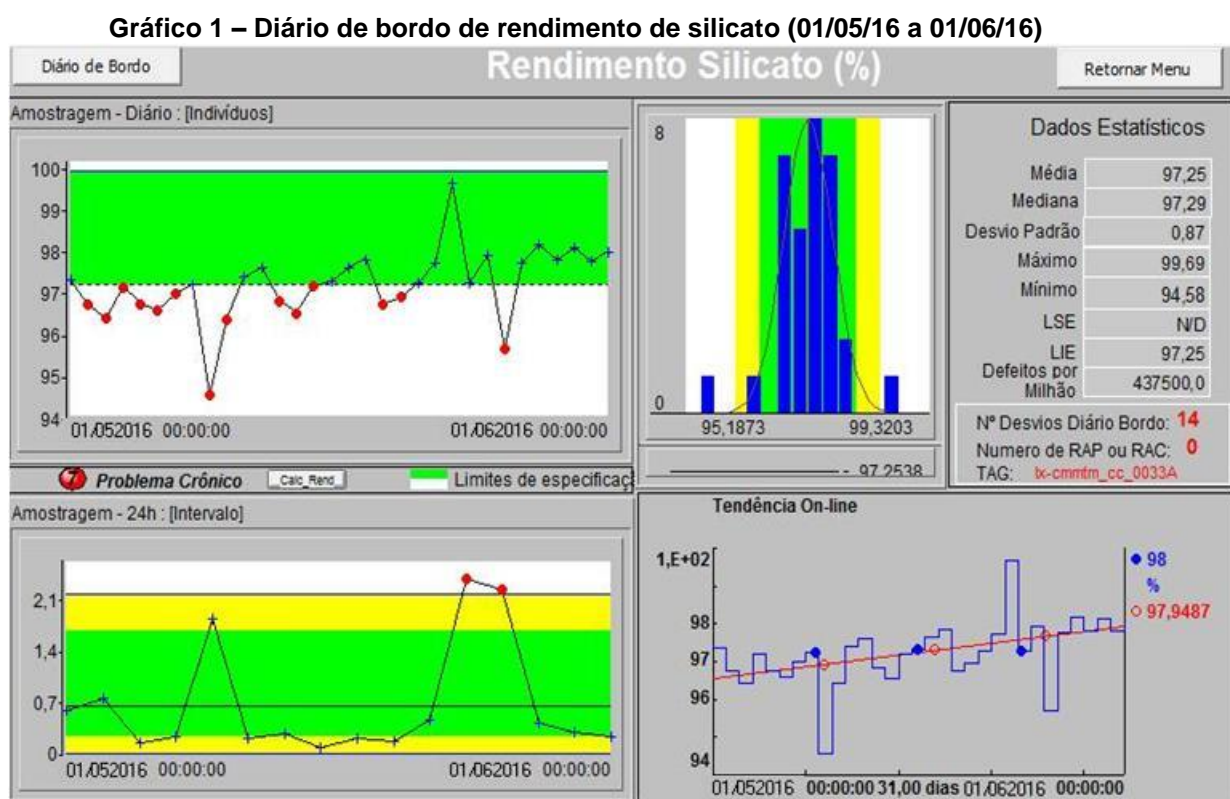 Gráfico 1 – Diário de bordo de rendimento de silicato (01/05/16 a 01/06/16)
Diário de Bordo
Rendimento Silicato (%)
Retornar Menu
Amostragem - Diário : [Indivíduos]
100
99
98
97
96
95
94
01/052016 00:00:00
01/062016 00:00:00
7 Problema Crônico
Calc_Rend
Limites de especificaç
8
0
95,1873
99,3203
97,2538
Dados Estatísticos
Média 97,25
Mediana 97,29
Desvio Padrão 0,87
Máximo 99,69
Mínimo 94,58
LSE N/D
LIE 97,25
Defeitos por
Milhão 437500,0
Nº Desvios Diário Bordo: 14
Numero de RAP ou RAC: 0
TAG: lx-cmmtm_cc_0033A
Amostragem - 24h : [Intervalo]
2,1
1,4
0,7
0
01/052016 00:00:00
01/062016 00:00:00
Tendência On-line
1,E+02
98
97
96
94
98
%
97,9487
01/052016 00:00:00 31,00 dias 01/062016 00:00:00